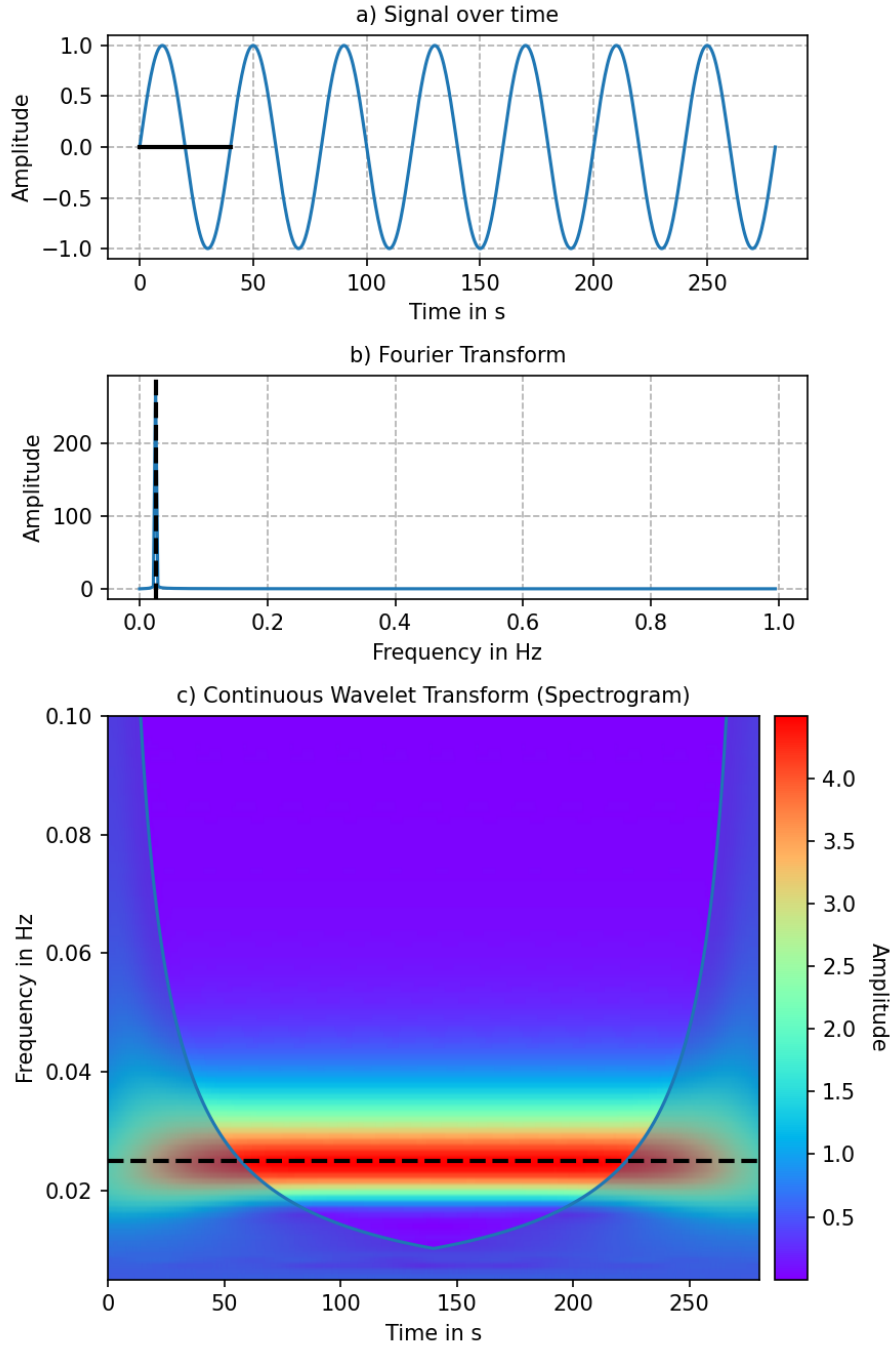 a) Signal over time
1.0
0.5
0.0
−0.5
−1.0
Amplitude
0 50 100 150 200 250
Time in s
b) Fourier Transform
200
100
0
Amplitude
0.0 0.2 0.4 0.6 0.8 1.0
Frequency in Hz
c) Continuous Wavelet Transform (Spectrogram)
0.10
0.08
0.06
0.04
0.02
Frequency in Hz
0 50 100 150 200 250
Time in s
4.0
3.5
3.0
2.5
2.0
1.5
1.0
0.5
Amplitude